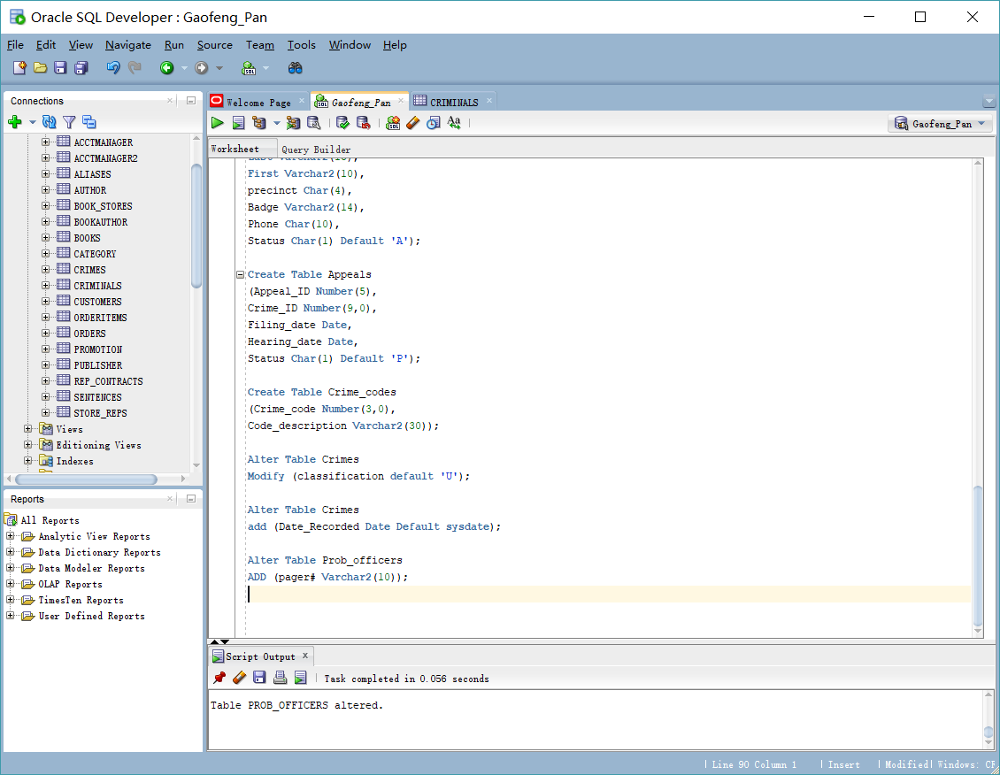 Oracle SQL Developer : Gaofeng_Pan
File Edit View Navigate Run Source Team Tools Window Help
Connections
ACCTMANAGER
ACCTMANAGER2
ALIASES
AUTHOR
BOOK_STORES
BOOKAUTHOR
BOOKS
CATEGORY
CRIMES
CRIMINALS
CUSTOMERS
ORDERITEMS
ORDERS
PROMOTION
PUBLISHER
REP_CONTRACTS
SENTENCES
STORE_REPS
Views
Editioning Views
Indexes
Reports
All Reports
Analytic View Reports
Data Dictionary Reports
Data Modeler Reports
OLAP Reports
TimesTen Reports
User Defined Reports
Welcome Page Gaofeng_Pan CRIMINALS
Gaofeng_Pan
Worksheet Query Builder
First Varchar2(10),
precinct Char(4),
Badge Varchar2(14),
Phone Char(10),
Status Char(1) Default 'A');
Create Table Appeals
(Appeal_ID Number(5),
Crime_ID Number(9,0),
Filing_date Date,
Hearing_date Date,
Status Char(1) Default 'P');
Create Table Crime_codes
(Crime_code Number(3,0),
Code_description Varchar2(30));
Alter Table Crimes
Modify (classification default 'U');
Alter Table Crimes
add (Date_Recorded Date Default sysdate);
Alter Table Prob_officers
ADD (pager# Varchar2(10));
Script Output x
Task completed in 0.056 seconds
Table PROB_OFFICERS altered.
Line 90 Column 1 Insert Modified Windows: CR